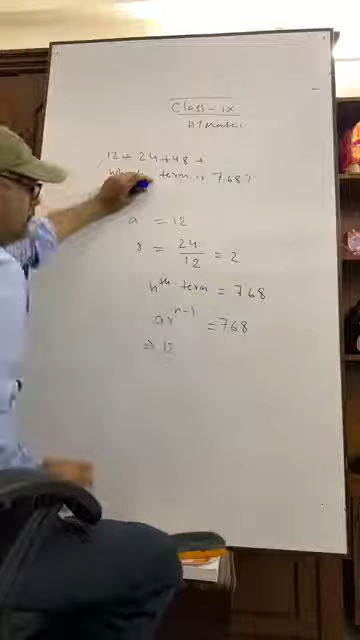 Class - IX
12 + 24 + 48 +
term is 768?
a = 12
r = 24/12 = 2
nth term = 768
ar^n-1 = 768
⇒ 12